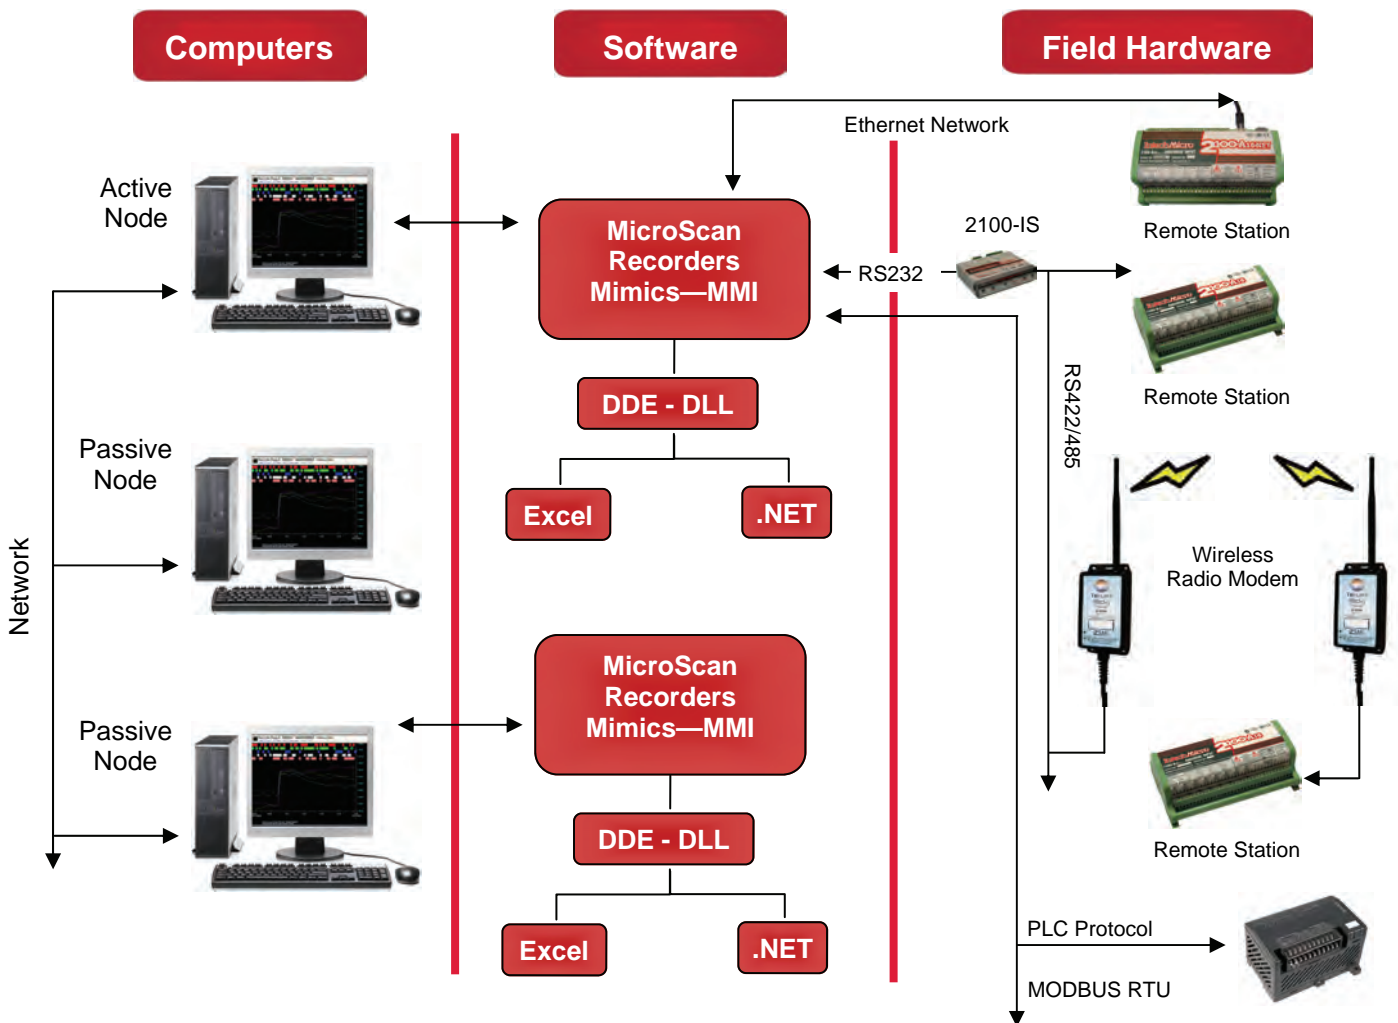 Computers
Software
Field Hardware
Ethernet Network
Active
Node
MicroScan
Recorders
Mimics—MMI
2100-IS
RS232
Remote Station
Remote Station
DDE - DLL
Excel
.NET
RS422/485
Passive
Node
Network
Wireless
Radio Modem
Passive
Node
MicroScan
Recorders
Mimics—MMI
DDE - DLL
Excel
.NET
Remote Station
PLC Protocol
MODBUS RTU